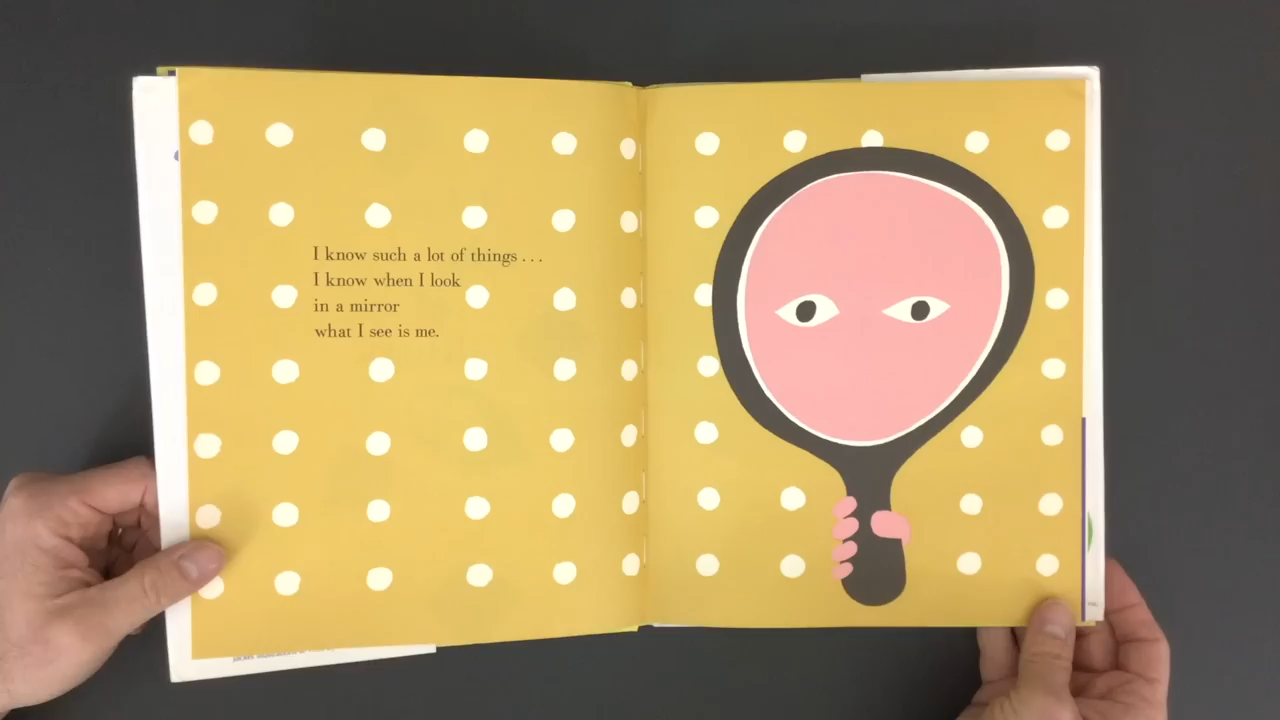 I know such a lot of things . . .
I know when I look
in a mirror
what I see is me.